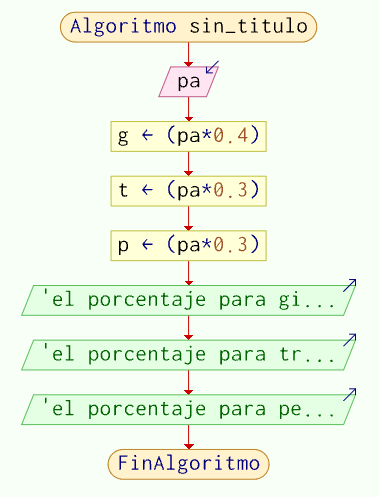 Algoritmo sin_titulo
pa
g ← (pa*0.4)
t ← (pa*0.3)
p ← (pa*0.3)
'el porcentaje para gi...
'el porcentaje para tr...
'el porcentaje para pe...
FinAlgoritmo